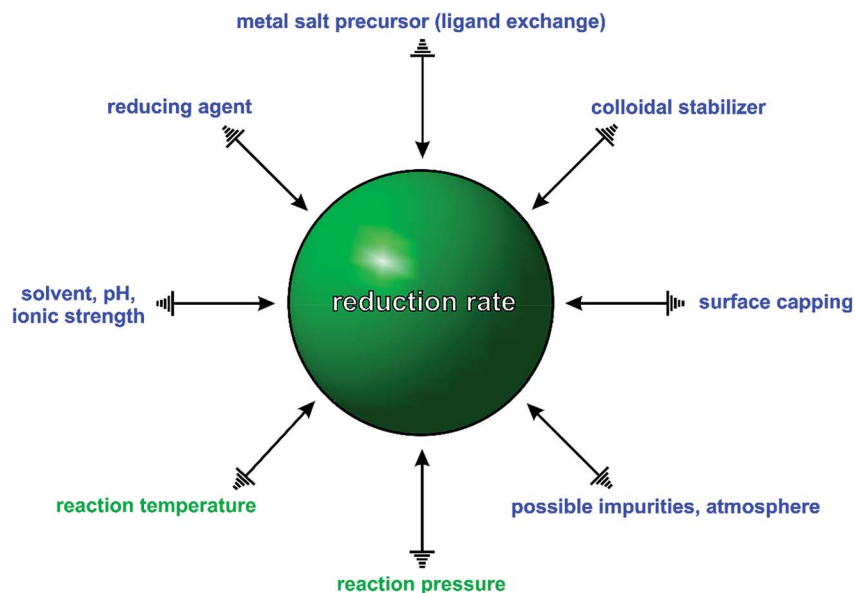 metal salt precursor (ligand exchange)
reducing agent
colloidal stabilizer
solvent, pH,
ionic strength
reduction rate
surface capping
reaction temperature
possible impurities, atmosphere
reaction pressure